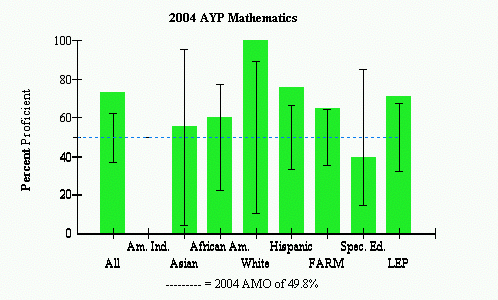 2004 AYP Mathematics
Percent Proficient
100
80
60
40
20
0
Am. Ind. African Am. Hispanic Spec. Ed.
All Asian White FARM LEP
--------- = 2004 AMO of 49.8%